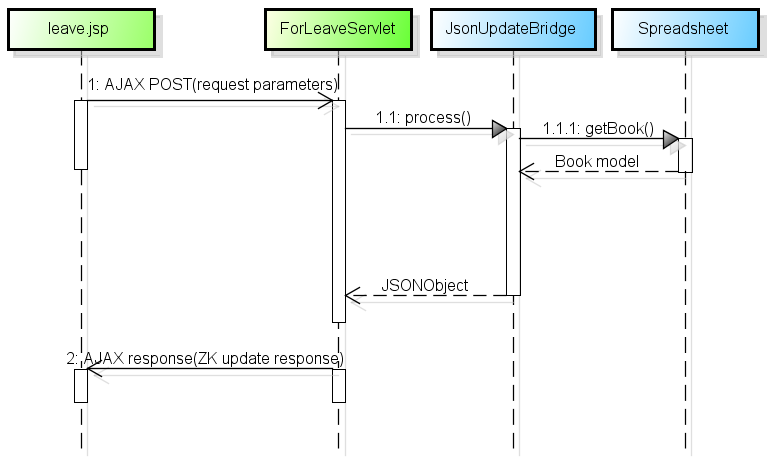 leave.jsp
ForLeaveServlet
JsonUpdateBridge
Spreadsheet
1: AJAX POST(request parameters)
1.1: process()
1.1.1: getBook()
Book model
JSONObject
2: AJAX response(ZK update response)